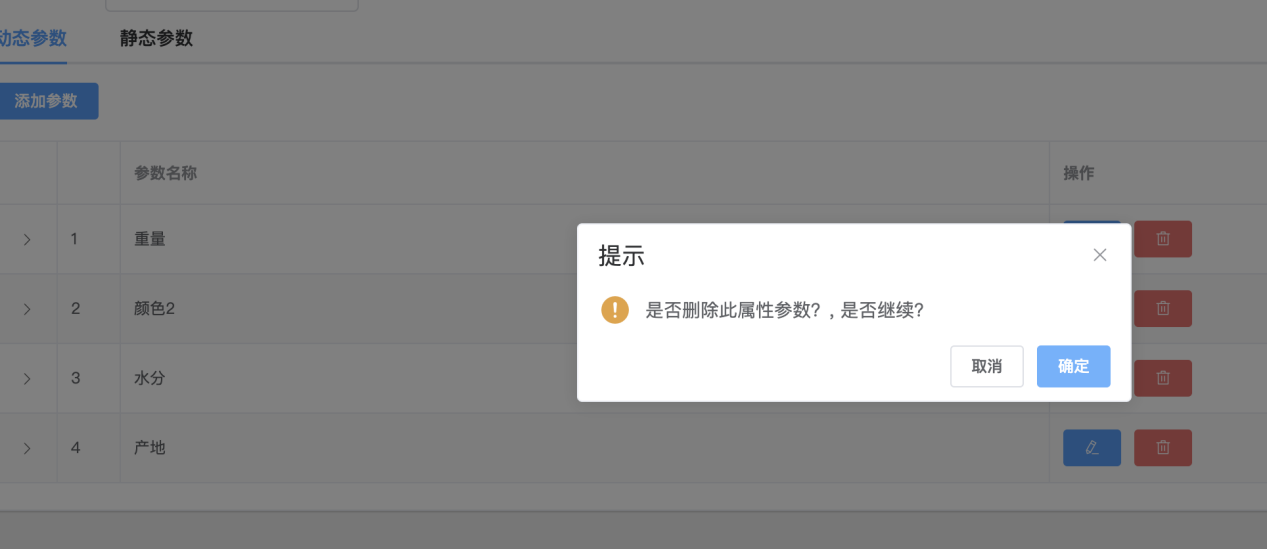 动态参数 静态参数
添加参数
参数名称 操作
1 重量
2 颜色2
3 水分
4 产地
提示
是否删除此属性参数?,是否继续?
取消 确定